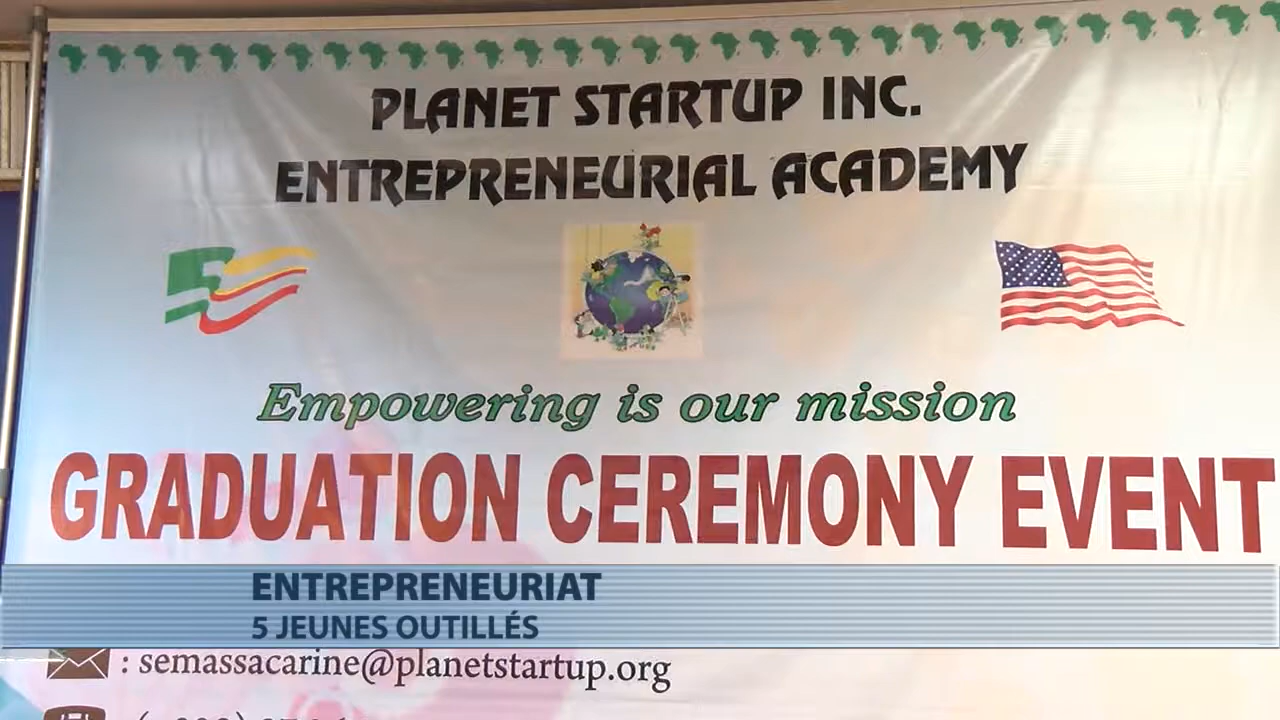 PLANET STARTUP INC.
ENTREPRENEURIAL ACADEMY
Empowering is our mission
GRADUATION CEREMONY EVENT
ENTREPRENEURIAT
5 JEUNES OUTILLÉS
: semassacarine@planetstartup.org